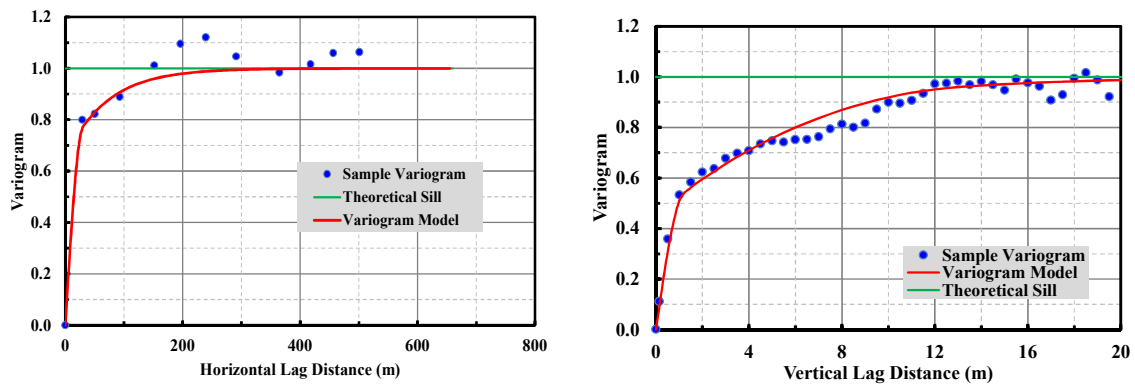 1.2
1.0
0.8
0.6
0.4
0.2
0.0
Variogram
Sample Variogram
Theoretical Sill
Variogram Model
0 200 400 600 800
Horizontal Lag Distance (m)
1.2
1.0
0.8
0.6
0.4
0.2
0.0
Variogram
Sample Variogram
Variogram Model
Theoretical Sill
0 4 8 12 16 20
Vertical Lag Distance (m)